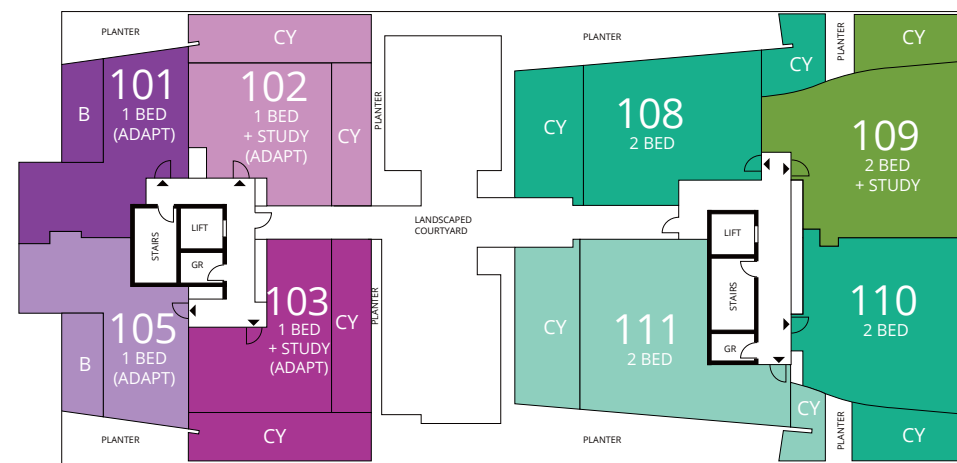 PLANTER
CY
PLANTER
CY
PLANTER
CY
101
1 BED
(ADAPT)
B
102
1 BED
+ STUDY
(ADAPT)
CY
PLANTER
CY
108
2 BED
109
2 BED
+ STUDY
STAIRS
LIFT
GR
LANDSCAPED
COURTYARD
LIFT
STAIRS
GR
105
1 BED
(ADAPT)
B
103
1 BED
+ STUDY
(ADAPT)
CY
PLANTER
CY
111
2 BED
110
2 BED
PLANTER
CY
PLANTER
CY
PLANTER
CY